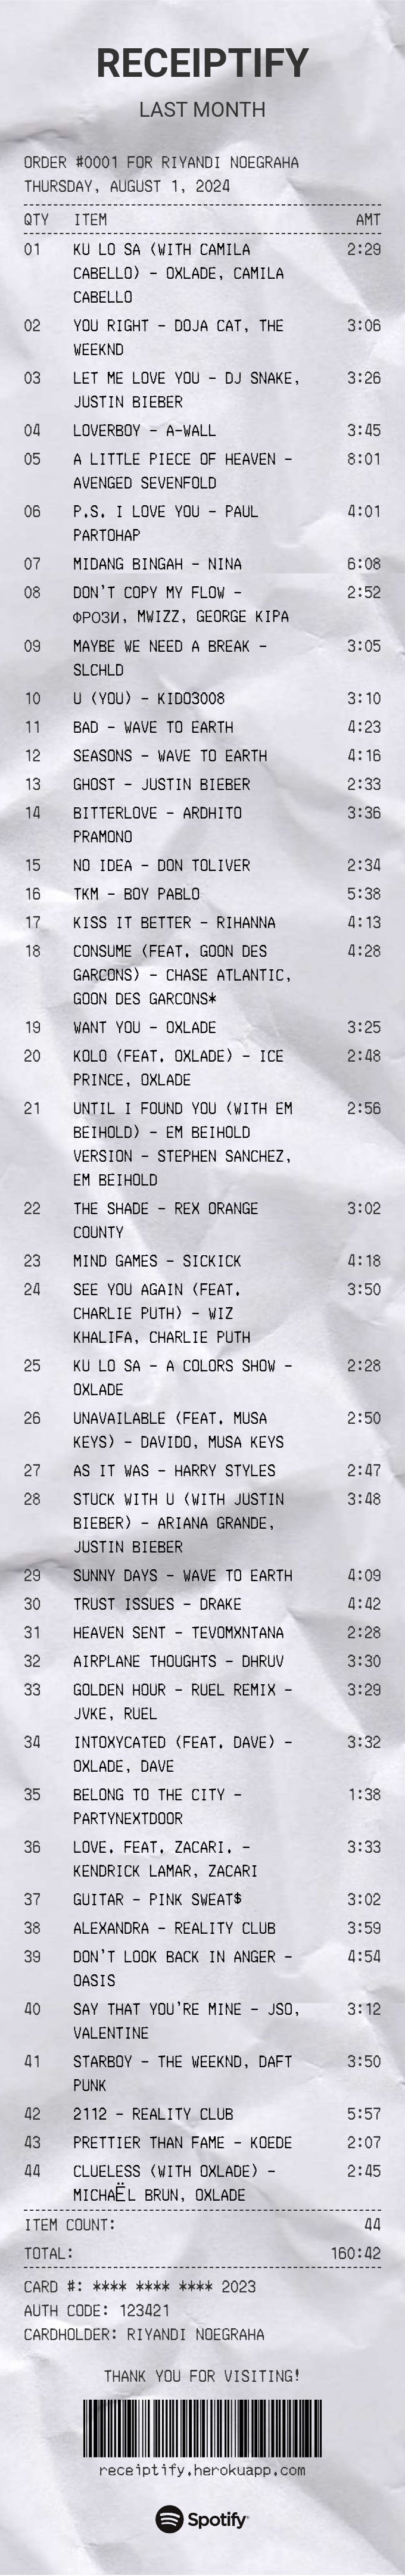 RECEIPTIFY
LAST MONTH
ORDER #0001 FOR RIYANDI NOEGRAHA
THURSDAY, AUGUST 1, 2024
QTY ITEM AMT
01 KU LO SA (WITH CAMILA 2:29
CABELLO) - OXLADE, CAMILA
CABELLO
02 YOU RIGHT - DOJA CAT, THE 3:06
WEEKND
03 LET ME LOVE YOU - DJ SNAKE, 3:26
JUSTIN BIEBER
04 LOVERBOY - A-WALL 3:45
05 A LITTLE PIECE OF HEAVEN - 8:01
AVENGED SEVENFOLD
06 P.S. I LOVE YOU - PAUL 4:01
PARTOHAP
07 MIDANG BINGAH - NINA 6:08
08 DON'T COPY MY FLOW - 2:52
ФРОЗИ, MWIZZ, GEORGE KIPA
09 MAYBE WE NEED A BREAK - 3:05
SLCHLD
10 U (YOU) - KIDO3008 3:10
11 BAD - WAVE TO EARTH 4:23
12 SEASONS - WAVE TO EARTH 4:16
13 GHOST - JUSTIN BIEBER 2:33
14 BITTERLOVE - ARDHITO 3:36
PRAMONO
15 NO IDEA - DON TOLIVER 2:34
16 TKM - BOY PABLO 5:38
17 KISS IT BETTER - RIHANNA 4:13
18 CONSUME (FEAT. GOON DES 4:28
GARCONS) - CHASE ATLANTIC,
GOON DES GARCONS*
19 WANT YOU - OXLADE 3:25
20 KOLO (FEAT. OXLADE) - ICE 2:48
PRINCE, OXLADE
21 UNTIL I FOUND YOU (WITH EM 2:56
BEIHOLD) - EM BEIHOLD
VERSION - STEPHEN SANCHEZ,
EM BEIHOLD
22 THE SHADE - REX ORANGE 3:02
COUNTY
23 MIND GAMES - SICKICK 4:18
24 SEE YOU AGAIN (FEAT. 3:50
CHARLIE PUTH) - WIZ
KHALIFA, CHARLIE PUTH
25 KU LO SA - A COLORS SHOW - 2:28
OXLADE
26 UNAVAILABLE (FEAT. MUSA 2:50
KEYS) - DAVIDO, MUSA KEYS
27 AS IT WAS - HARRY STYLES 2:47
28 STUCK WITH U (WITH JUSTIN 3:48
BIEBER) - ARIANA GRANDE,
JUSTIN BIEBER
29 SUNNY DAYS - WAVE TO EARTH 4:09
30 TRUST ISSUES - DRAKE 4:42
31 HEAVEN SENT - TEVOMXNTANA 2:28
32 AIRPLANE THOUGHTS - DHRUV 3:30
33 GOLDEN HOUR - RUEL REMIX - 3:29
JVKE, RUEL
34 INTOXYCATED (FEAT. DAVE) - 3:32
OXLADE, DAVE
35 BELONG TO THE CITY - 1:38
PARTYNEXTDOOR
36 LOVE. FEAT. ZACARI. - 3:33
KENDRICK LAMAR, ZACARI
37 GUITAR - PINK SWEAT$ 3:02
38 ALEXANDRA - REALITY CLUB 3:59
39 DON'T LOOK BACK IN ANGER - 4:54
OASIS
40 SAY THAT YOU'RE MINE - JSO, 3:12
VALENTINE
41 STARBOY - THE WEEKND, DAFT 3:50
PUNK
42 2112 - REALITY CLUB 5:57
43 PRETTIER THAN FAME - KOEDE 2:07
44 CLUELESS (WITH OXLADE) - 2:45
MICHAËL BRUN, OXLADE
ITEM COUNT: 44
TOTAL: 160:42
CARD #: **** **** **** 2023
AUTH CODE: 123421
CARDHOLDER: RIYANDI NOEGRAHA
THANK YOU FOR VISITING!
receiptify.herokuapp.com
Spotify